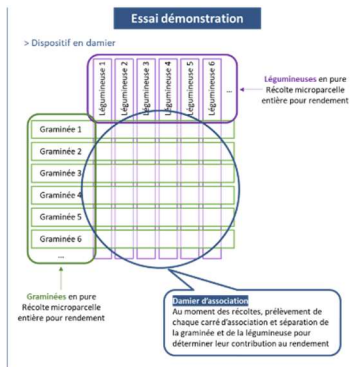 Essai démonstration
> Dispositif en damier
Légumineuse 1
Légumineuse 2
Légumineuse 3
Légumineuse 4
Légumineuse 5
Légumineuse 6
...
Légumineuses en pure
Récolte microparcelle
entière pour rendement
Graminée 1
Graminée 2
Graminée 3
Graminée 4
Graminée 5
Graminée 6
...
Graminées en pure
Récolte microparcelle
entière pour rendement
Damier d'association
Au moment des récoltes, prélèvement de
chaque carré d'association et séparation de
la graminée et de la légumineuse pour
déterminer leur contribution au rendement